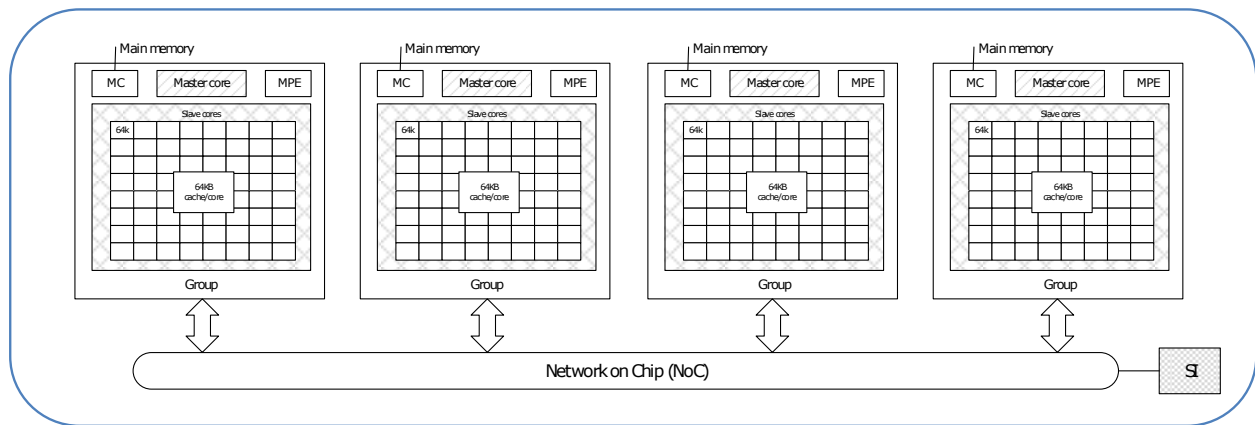 Main memory
MC
Master core
MPE
Slave cores
64k
64KB
cache/core
Group
Main memory
MC
Master core
MPE
Slave cores
64k
64KB
cache/core
Group
Main memory
MC
Master core
MPE
Slave cores
64k
64KB
cache/core
Group
Main memory
MC
Master core
MPE
Slave cores
64k
64KB
cache/core
Group
Network on Chip (NoC)
SI